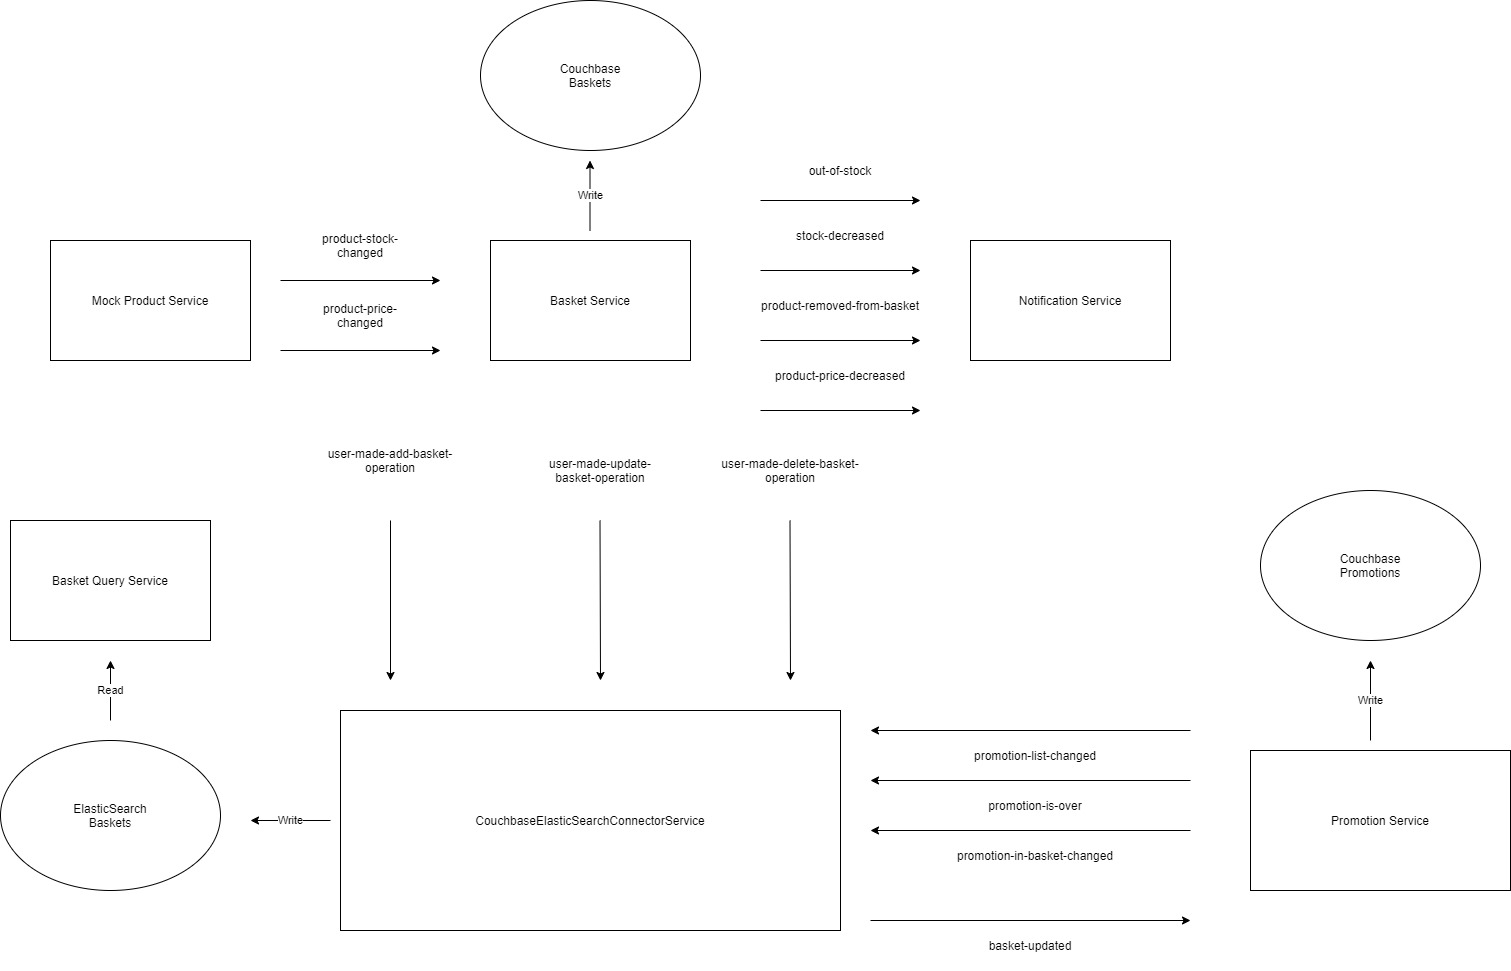 Couchbase
Baskets
Write
out-of-stock
stock-decreased
product-stock-
changed
Mock Product Service
Basket Service
product-removed-from-basket
Notification Service
product-price-
changed
product-price-decreased
user-made-add-basket-
operation
user-made-update-
basket-operation
user-made-delete-basket-
operation
Basket Query Service
Couchbase
Promotions
Read
Write
promotion-list-changed
ElasticSearch
Baskets
Write
CouchbaseElasticSearchConnectorService
promotion-is-over
Promotion Service
promotion-in-basket-changed
basket-updated